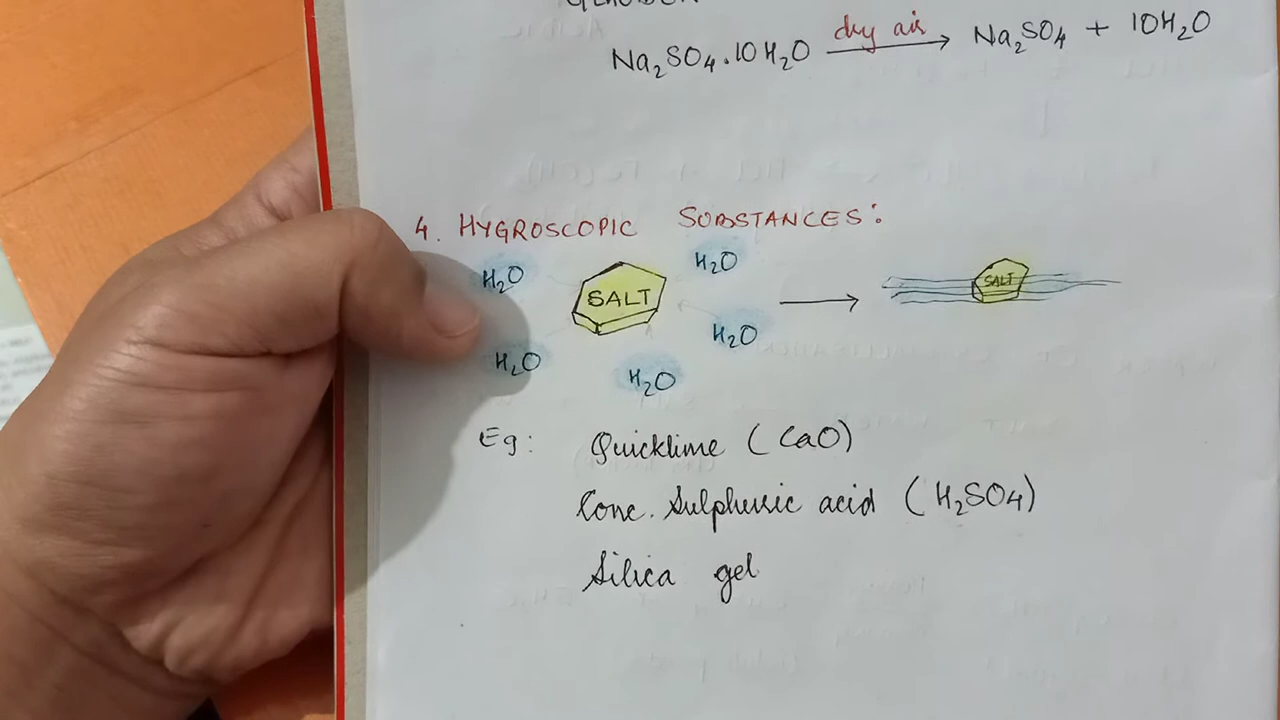 Na₂SO₄.10H₂O dry air → Na₂SO₄ + 10H₂O
4. HYGROSCOPIC SUBSTANCES:
H₂O SALT H₂O → SALT
H₂O H₂O H₂O
Eg: Quicklime (CaO)
Conc. Sulphuric acid (H₂SO₄)
Silica gel